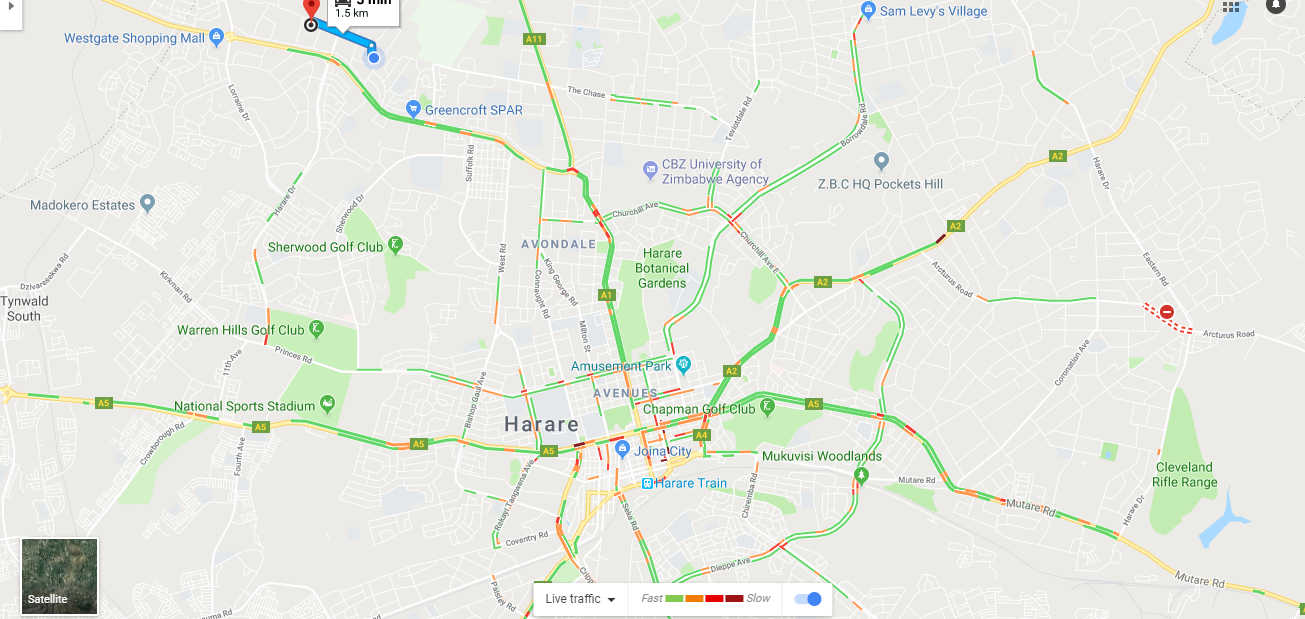 3 min
1.5 km
Sam Levy's Village
Westgate Shopping Mall
A11
Lorraine Dr
The Chase
Greencroft SPAR
Teviotdale Rd
Borrowdale Rd
Suffolk Rd
CBZ University of
Zimbabwe Agency
A2
Harare Dr
Z.B.C HQ Pockets Hill
Madokero Estates
Harare Dr
Sherwood Dr
Churchill Ave
A2
Sherwood Golf Club
AVONDALE
West Rd
King George Rd
Connaught Rd
Harare
Botanical
Gardens
Churchill Ave E
Dzivaresekwa Rd
Kirkman Rd
Arcturus Road
Eastern Rd
Tynwald
South
A1
A2
Warren Hills Golf Club
Milton St
Arcturus Road
11th Ave
Princes Rd
Coronation Ave
Amusement Park
A2
Bishop Gaul Ave
AVENUES
A5
National Sports Stadium
Chapman Golf Club
A5
Crowborough Rd
A5
Harare
Fourth Ave
A5
A5
A4
Joina City
Mukuvisi Woodlands
Cleveland
Rifle Range
Harare Train
Mukare Rd
Chiremba Rd
Rekayi Tangwena Ave
Seke Rd
Mutare Rd
Harare Dr
Coventry Rd
Dieppe Ave
Mutare Rd
Paisley Rd
Satellite
Live traffic
Fast
Slow